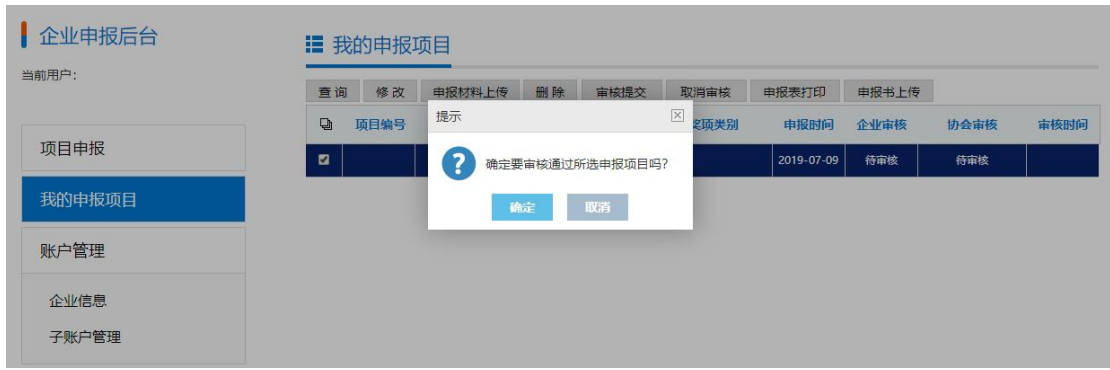 企业申报后台
当前用户：
项目申报
我的申报项目
账户管理
企业信息
子账户管理
我的申报项目
查 询 修 改 申报材料上传 删 除 审核提交 取消审核 申报表打印 申报书上传
项目编号 奖项类别 申报时间 企业审核 协会审核 审核时间
2019-07-09 待审核 待审核
提示
确定要审核通过所选申报项目吗？
确定 取消